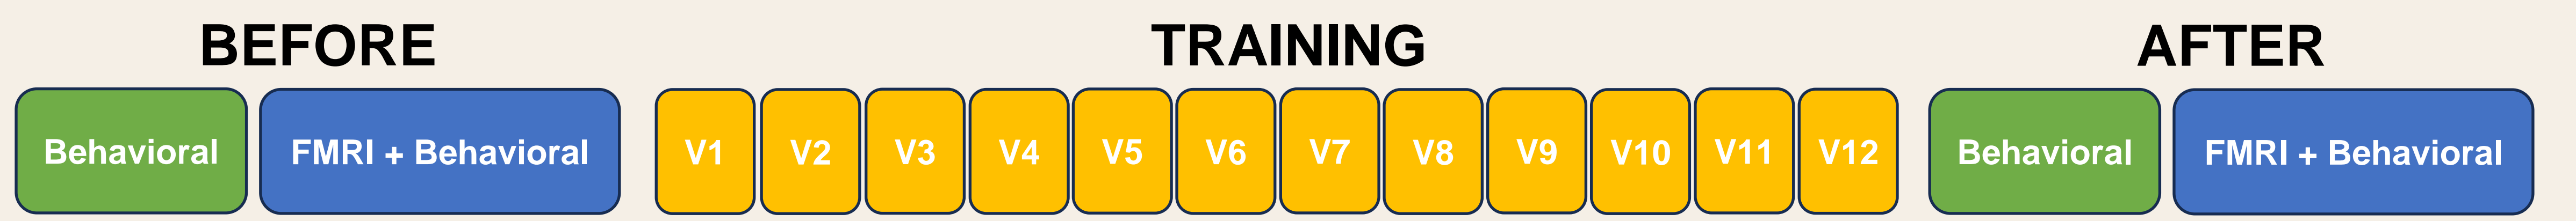 BEFORE TRAINING AFTER
Behavioral FMRI + Behavioral V1 V2 V3 V4 V5 V6 V7 V8 V9 V10 V11 V12 Behavioral FMRI + Behavioral